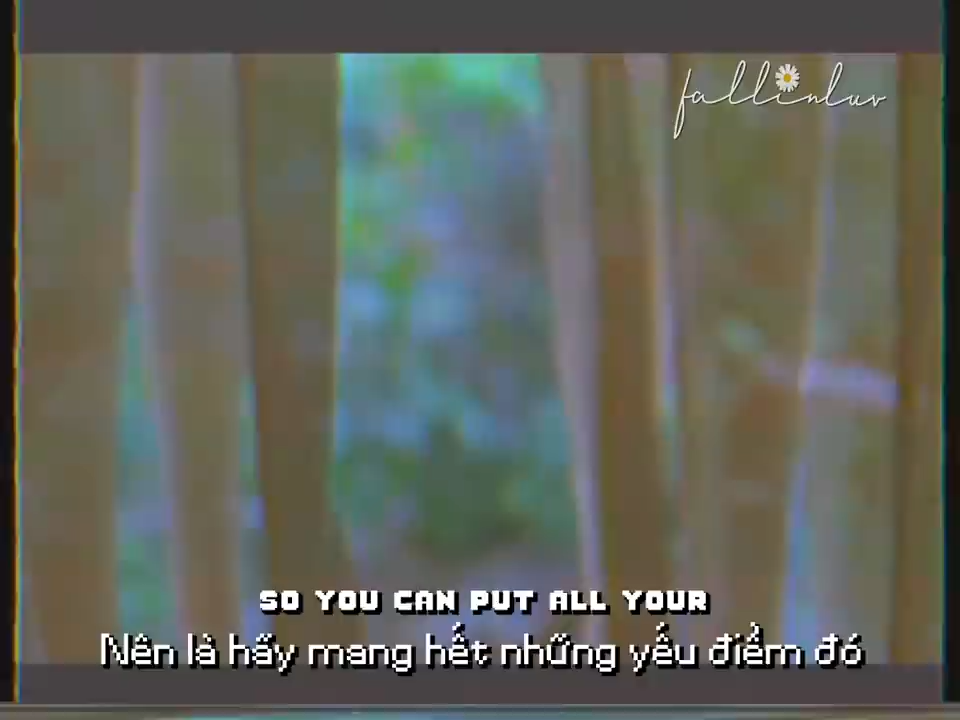 fallinluv
SO YOU CAN PUT ALL YOUR
Nên là hãy mang hết những yếu điểm đó